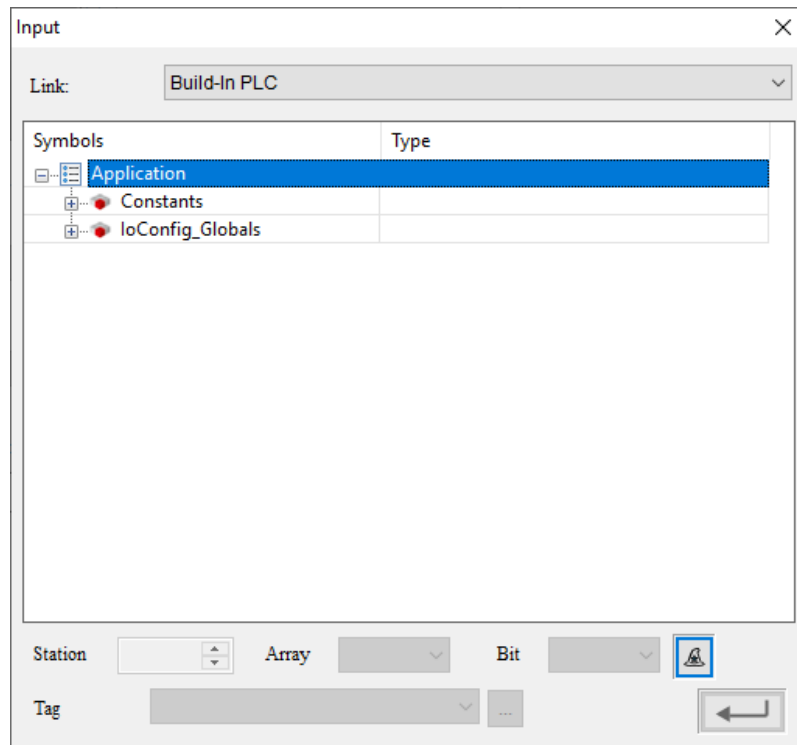 Input
Link: Build-In PLC
Symbols Type
Application
Constants
IoConfig_Globals
Station Array Bit
Tag ...